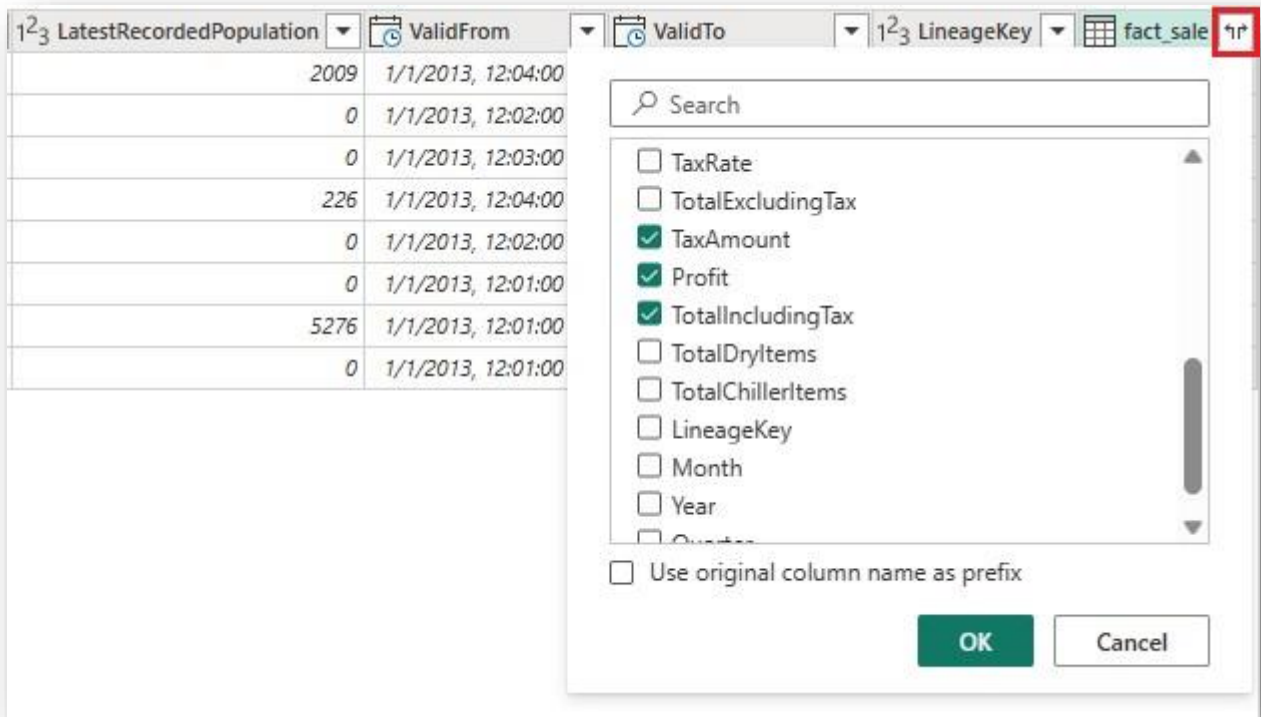 123 LatestRecordedPopulation ValidFrom ValidTo 123 LineageKey fact_sale
2009 1/1/2013, 12:04:00
0 1/1/2013, 12:02:00
0 1/1/2013, 12:03:00
226 1/1/2013, 12:04:00
0 1/1/2013, 12:02:00
0 1/1/2013, 12:01:00
5276 1/1/2013, 12:01:00
0 1/1/2013, 12:01:00
Search
TaxRate
TotalExcludingTax
TaxAmount
Profit
TotalIncludingTax
TotalDryItems
TotalChillerItems
LineageKey
Month
Year
Use original column name as prefix
OK Cancel